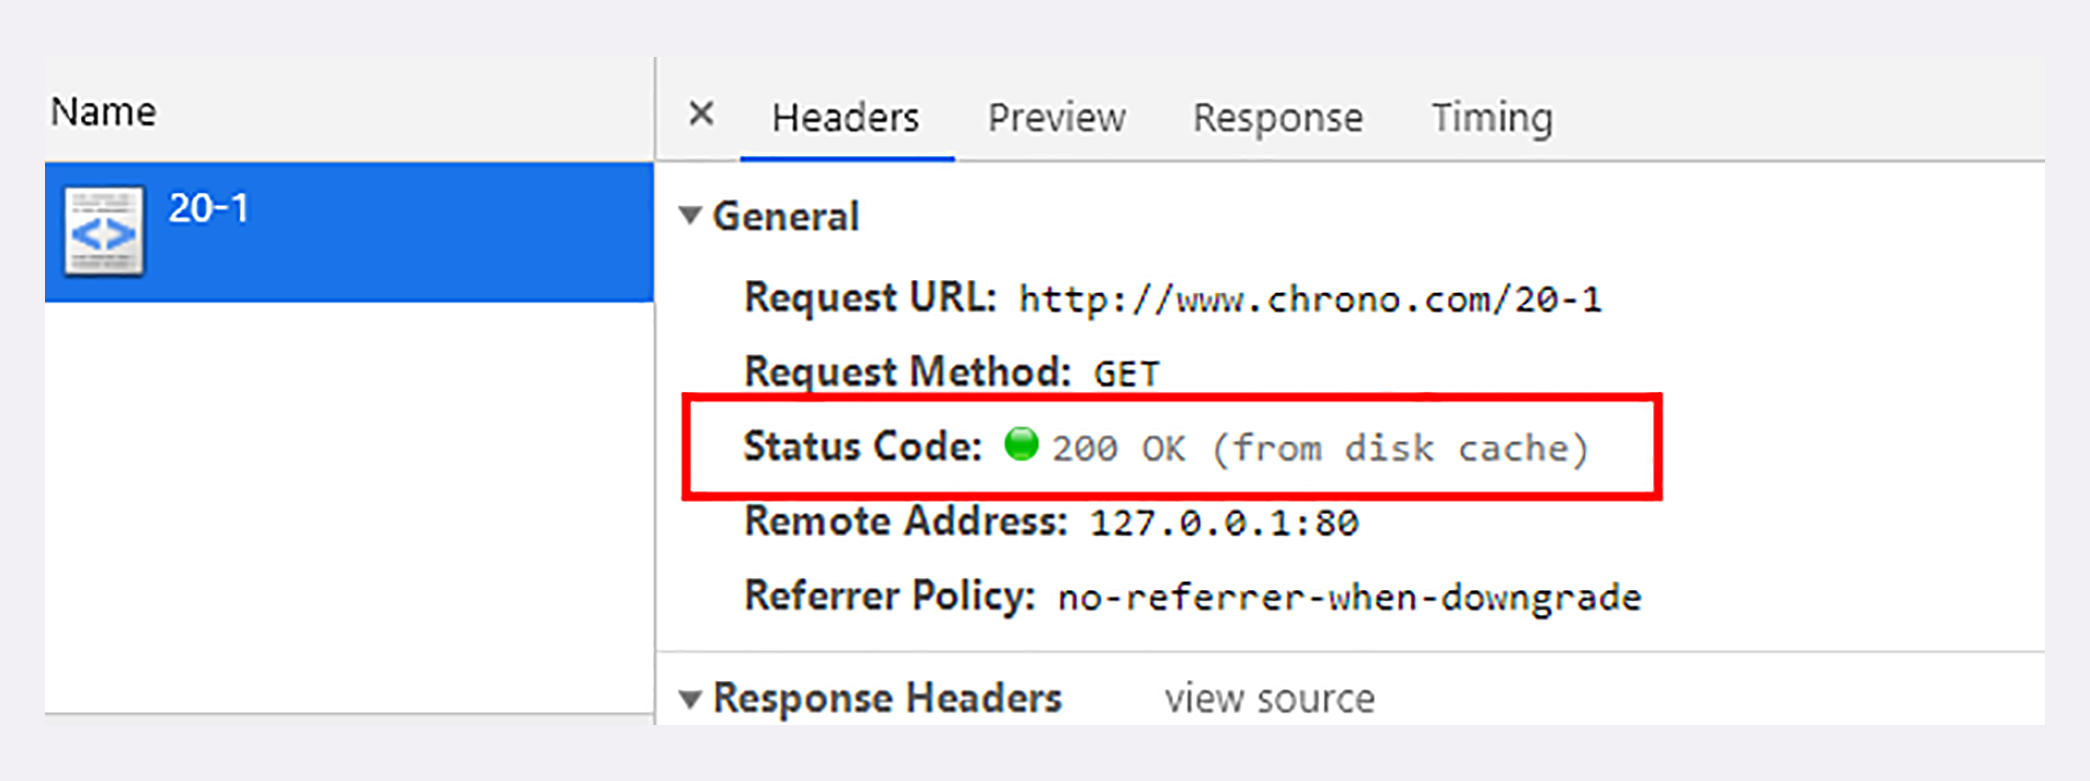 Name
20-1
× Headers Preview Response Timing
▼ General
Request URL: http://www.chrono.com/20-1
Request Method: GET
Status Code: 200 OK (from disk cache)
Remote Address: 127.0.0.1:80
Referrer Policy: no-referrer-when-downgrade
▼ Response Headers view source